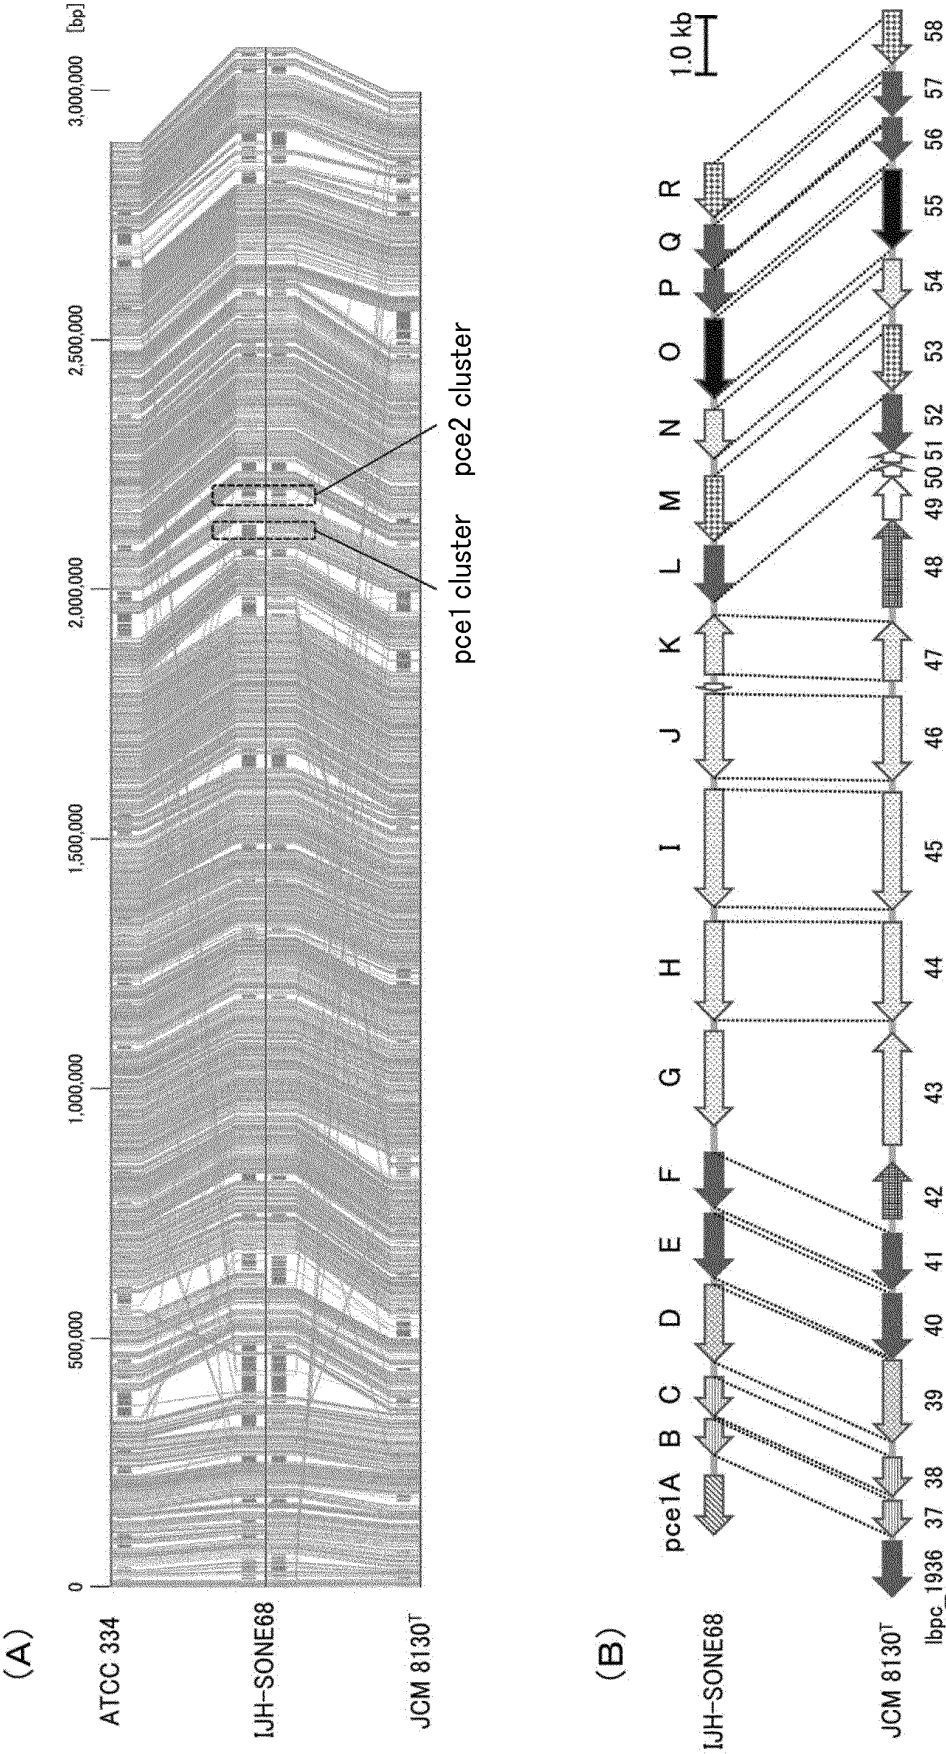 (A)
0 500,000 1,000,000 1,500,000 2,000,000 2,500,000 3,000,000 [bp]
ATCC 334
IJH-SONE68
JCM 8130T
pce1 cluster pce2 cluster
(B)
1.0 kb
pce1A B C D E F G H I J K L M N O P Q R
IJH-SONE68
JCM 8130T
lbpc_1936 37 38 39 40 41 42 43 44 45 46 47 48 49 50 51 52 53 54 55 56 57 58